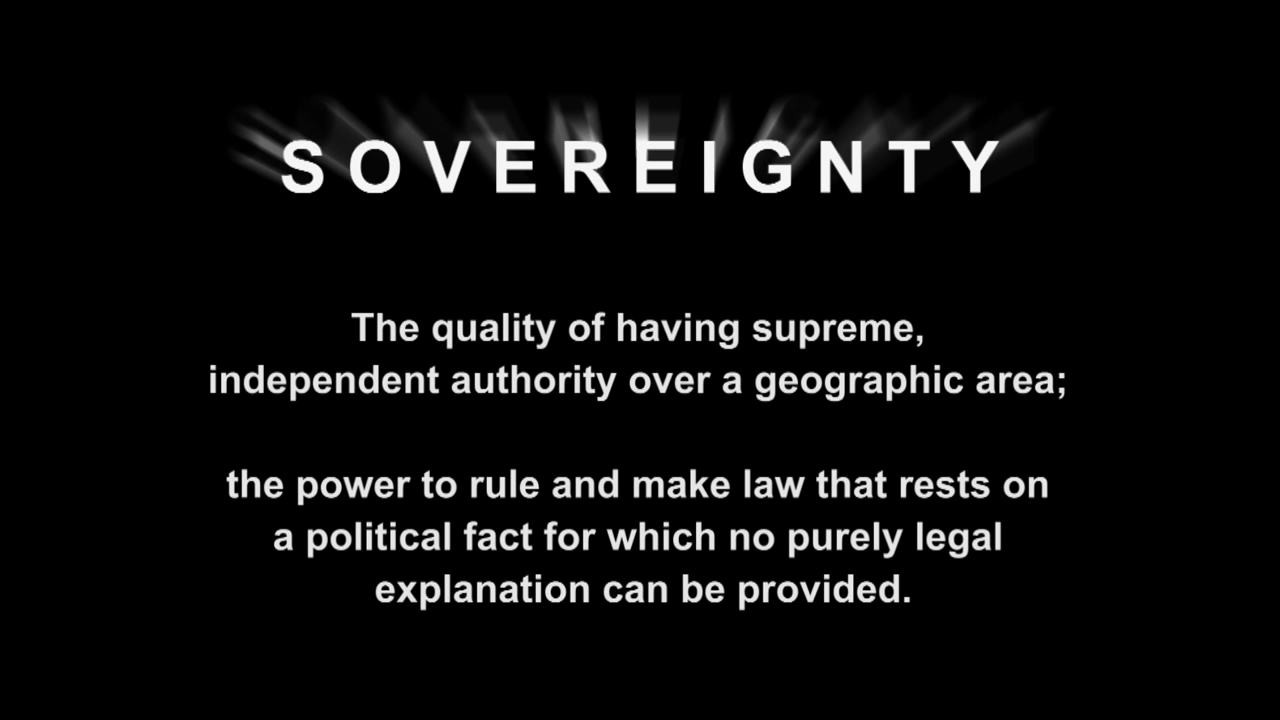 SOVEREIGNTY
The quality of having supreme,
independent authority over a geographic area;
the power to rule and make law that rests on
a political fact for which no purely legal
explanation can be provided.